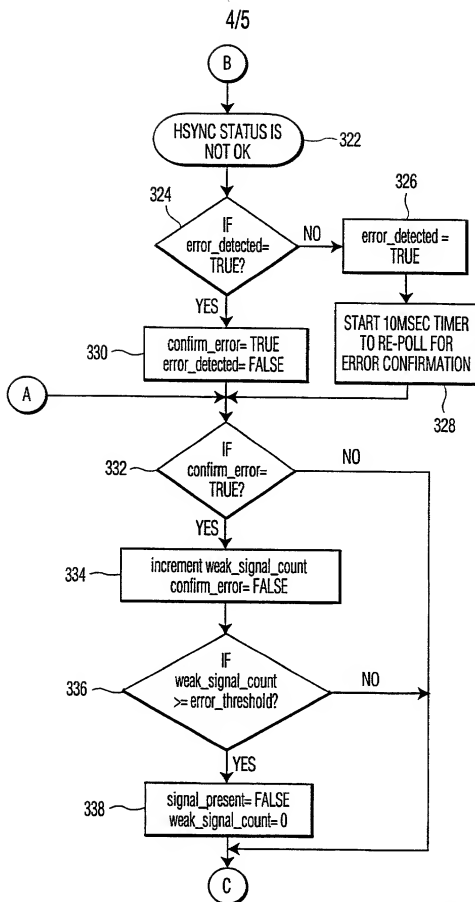 4/5
B
HSYNC STATUS IS
NOT OK
322
324
IF
error_detected=
TRUE?
NO
326
error_detected =
TRUE
YES
330
confirm_error= TRUE
error_detected= FALSE
START 10MSEC TIMER
TO RE-POLL FOR
ERROR CONFIRMATION
328
A
332
IF
confirm_error=
TRUE?
NO
YES
334
increment weak_signal_count
confirm_error= FALSE
336
IF
weak_signal_count
>= error_threshold?
NO
YES
338
signal_present= FALSE
weak_signal_count= 0
C